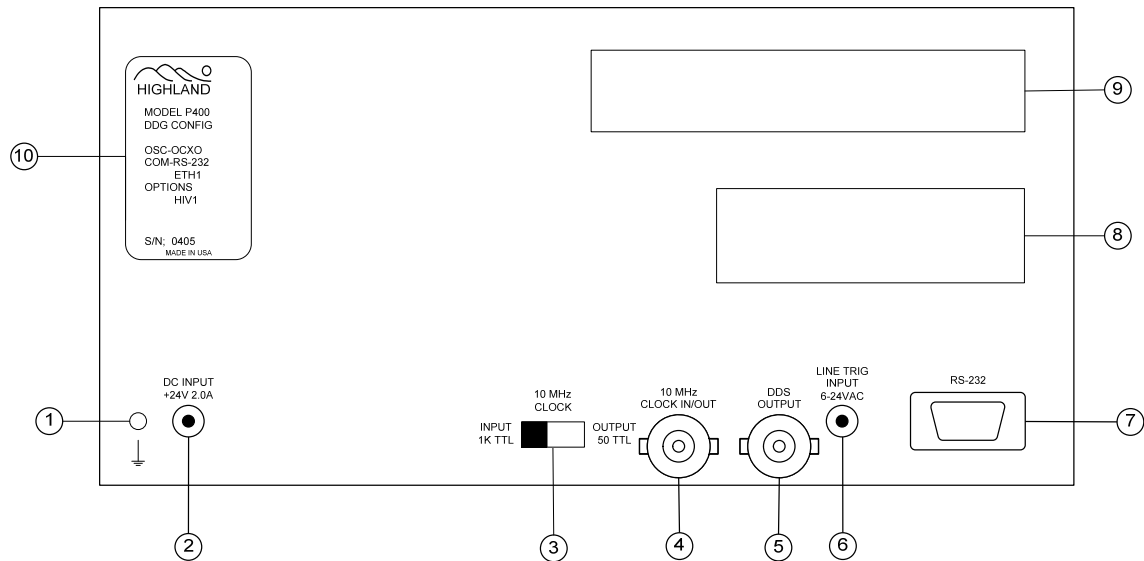 HIGHLAND
MODEL P400
DDG CONFIG
OSC-OCXO
COM-RS-232
ETH1
OPTIONS
HIV1
S/N; 0405
MADE IN USA
10
9
8
1
DC INPUT
+24V 2.0A
10 MHz
CLOCK
INPUT
1K TTL
OUTPUT
50 TTL
10 MHz
CLOCK IN/OUT
DDS
OUTPUT
LINE TRIG
INPUT
6-24VAC
RS-232
7
2
3
4
5
6